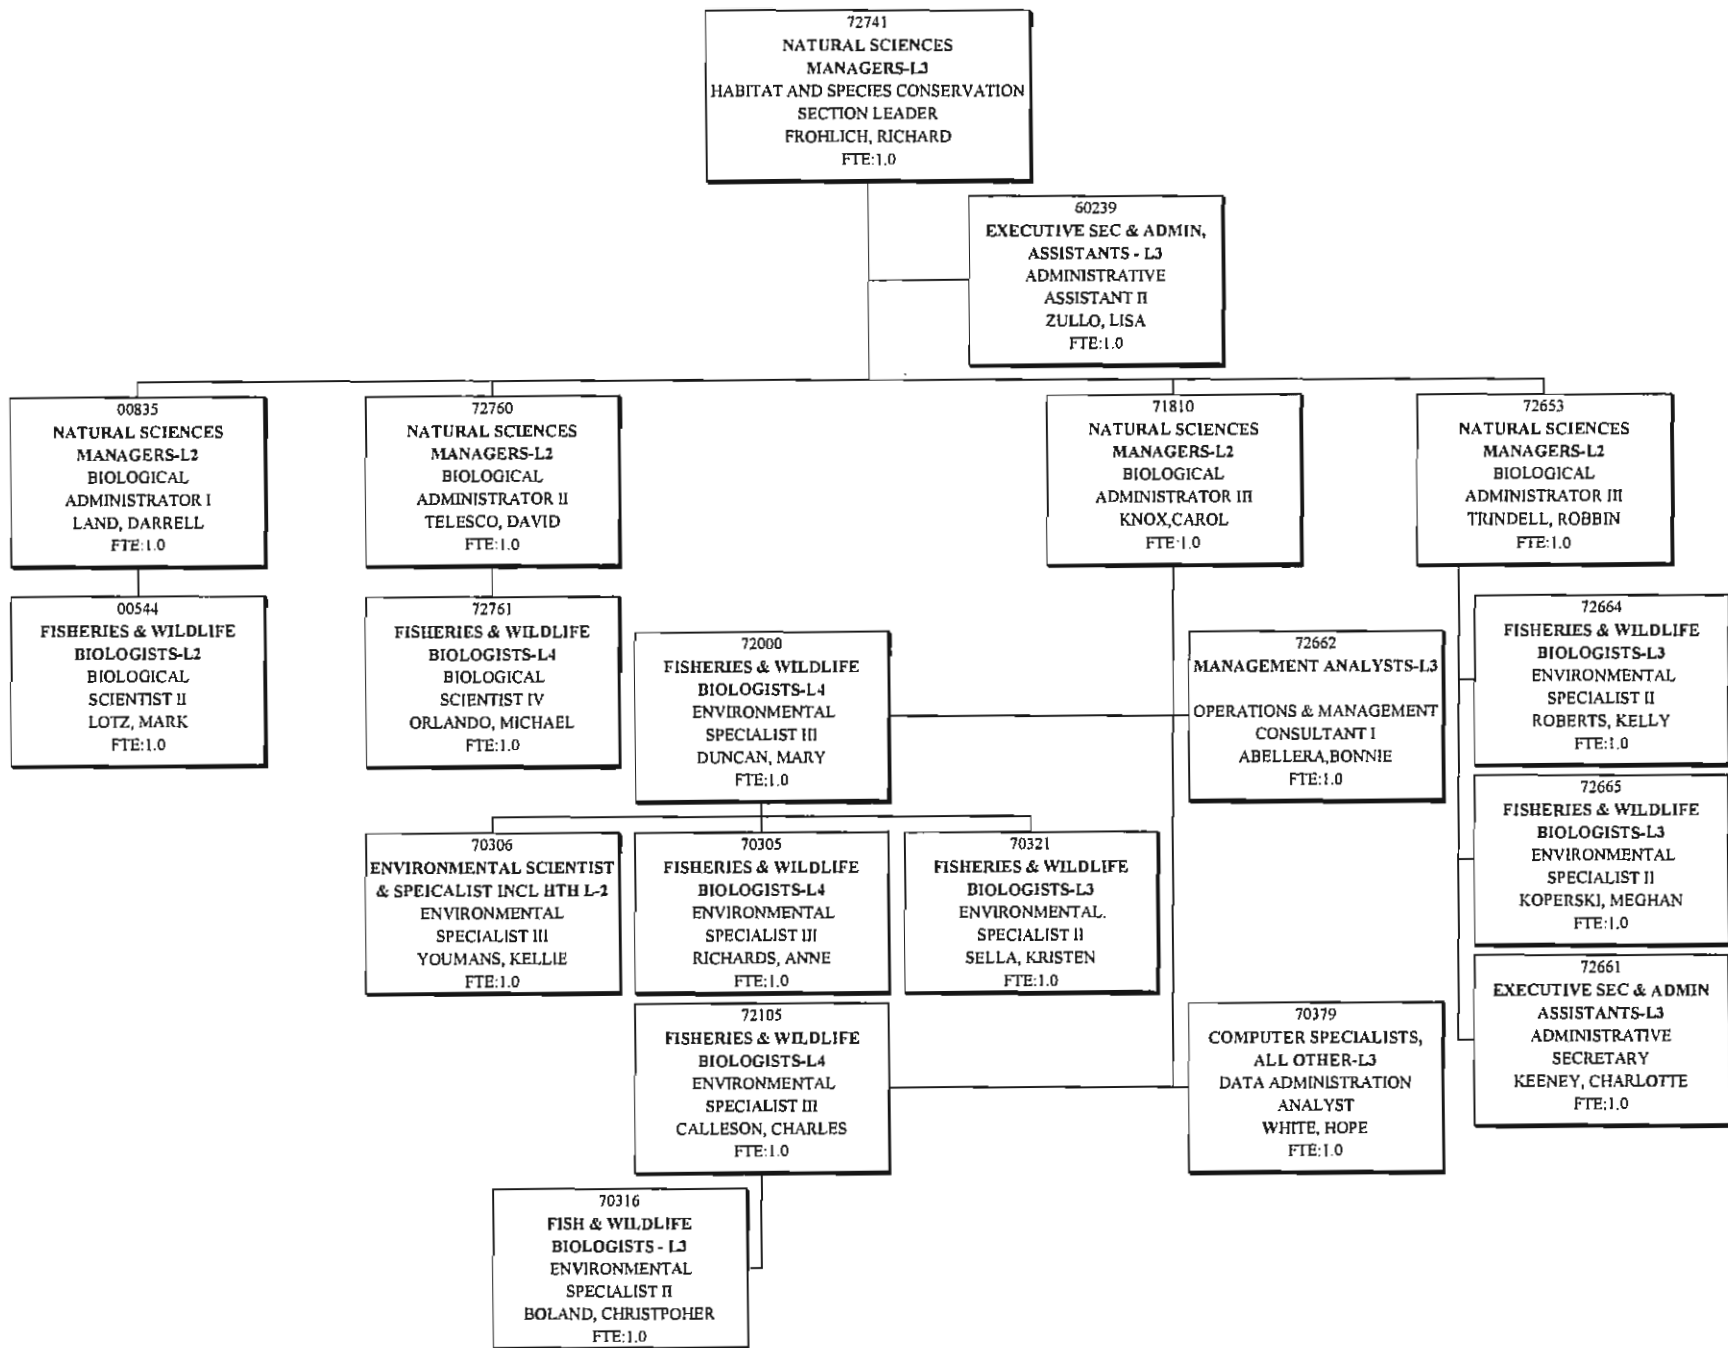 72741
NATURAL SCIENCES
MANAGERS-L3
HABITAT AND SPECIES CONSERVATION
SECTION LEADER
FROHLICH, RICHARD
FTE:1.0
60239
EXECUTIVE SEC & ADMIN,
ASSISTANTS - L3
ADMINISTRATIVE
ASSISTANT II
ZULLO, LISA
FTE:1.0
00835
NATURAL SCIENCES
MANAGERS-L2
BIOLOGICAL
ADMINISTRATOR I
LAND, DARRELL
FTE:1.0
72760
NATURAL SCIENCES
MANAGERS-L2
BIOLOGICAL
ADMINISTRATOR II
TELESCO, DAVID
FTE:1.0
71810
NATURAL SCIENCES
MANAGERS-L2
BIOLOGICAL
ADMINISTRATOR III
KNOX,CAROL
FTE:1.0
72653
NATURAL SCIENCES
MANAGERS-L2
BIOLOGICAL
ADMINISTRATOR III
TRINDELL, ROBBIN
FTE:1.0
00544
FISHERIES & WILDLIFE
BIOLOGISTS-L2
BIOLOGICAL
SCIENTIST II
LOTZ, MARK
FTE:1.0
72761
FISHERIES & WILDLIFE
BIOLOGISTS-L4
BIOLOGICAL
SCIENTIST IV
ORLANDO, MICHAEL
FTE:1.0
72000
FISHERIES & WILDLIFE
BIOLOGISTS-L4
ENVIRONMENTAL
SPECIALIST III
DUNCAN, MARY
FTE:1.0
72662
MANAGEMENT ANALYSTS-L3
OPERATIONS & MANAGEMENT
CONSULTANT I
ABELLERA,BONNIE
FTE:1.0
72664
FISHERIES & WILDLIFE
BIOLOGISTS-L3
ENVIRONMENTAL
SPECIALIST II
ROBERTS, KELLY
FTE:1.0
72665
FISHERIES & WILDLIFE
BIOLOGISTS-L3
ENVIRONMENTAL
SPECIALIST II
KOPERSKI, MEGHAN
FTE:1.0
70306
ENVIRONMENTAL SCIENTIST
& SPEICALIST INCL HTH L-2
ENVIRONMENTAL
SPECIALIST III
YOUMANS, KELLIE
FTE:1.0
70305
FISHERIES & WILDLIFE
BIOLOGISTS-L4
ENVIRONMENTAL
SPECIALIST III
RICHARDS, ANNE
FTE:1.0
70321
FISHERIES & WILDLIFE
BIOLOGISTS-L3
ENVIRONMENTAL.
SPECIALIST II
SELLA, KRISTEN
FTE:1.0
72661
EXECUTIVE SEC & ADMIN
ASSISTANTS-L3
ADMINISTRATIVE
SECRETARY
KEENEY, CHARLOTTE
FTE:1.0
72105
FISHERIES & WILDLIFE
BIOLOGISTS-L4
ENVIRONMENTAL
SPECIALIST III
CALLESON, CHARLES
FTE:1.0
70379
COMPUTER SPECIALISTS,
ALL OTHER-L3
DATA ADMINISTRATION
ANALYST
WHITE, HOPE
FTE:1.0
70316
FISH & WILDLIFE
BIOLOGISTS - L3
ENVIRONMENTAL
SPECIALIST II
BOLAND, CHRISTPOHER
FTE:1.0